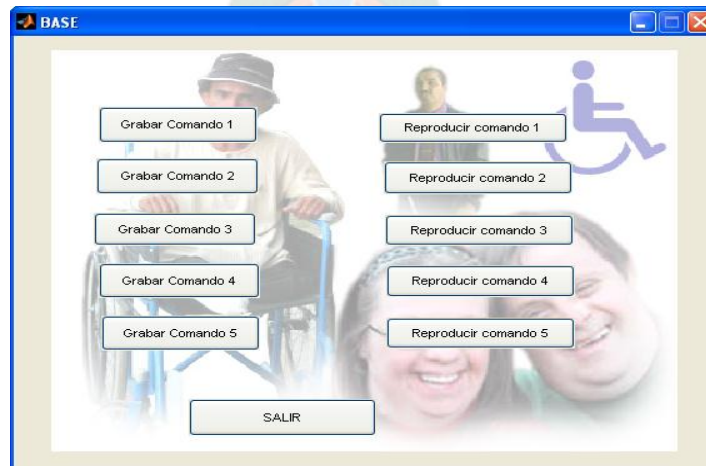 BASE
Grabar Comando 1
Reproducir comando 1
Grabar Comando 2
Reproducir comando 2
Grabar Comando 3
Reproducir comando 3
Grabar Comando 4
Reproducir comando 4
Grabar Comando 5
Reproducir comando 5
SALIR